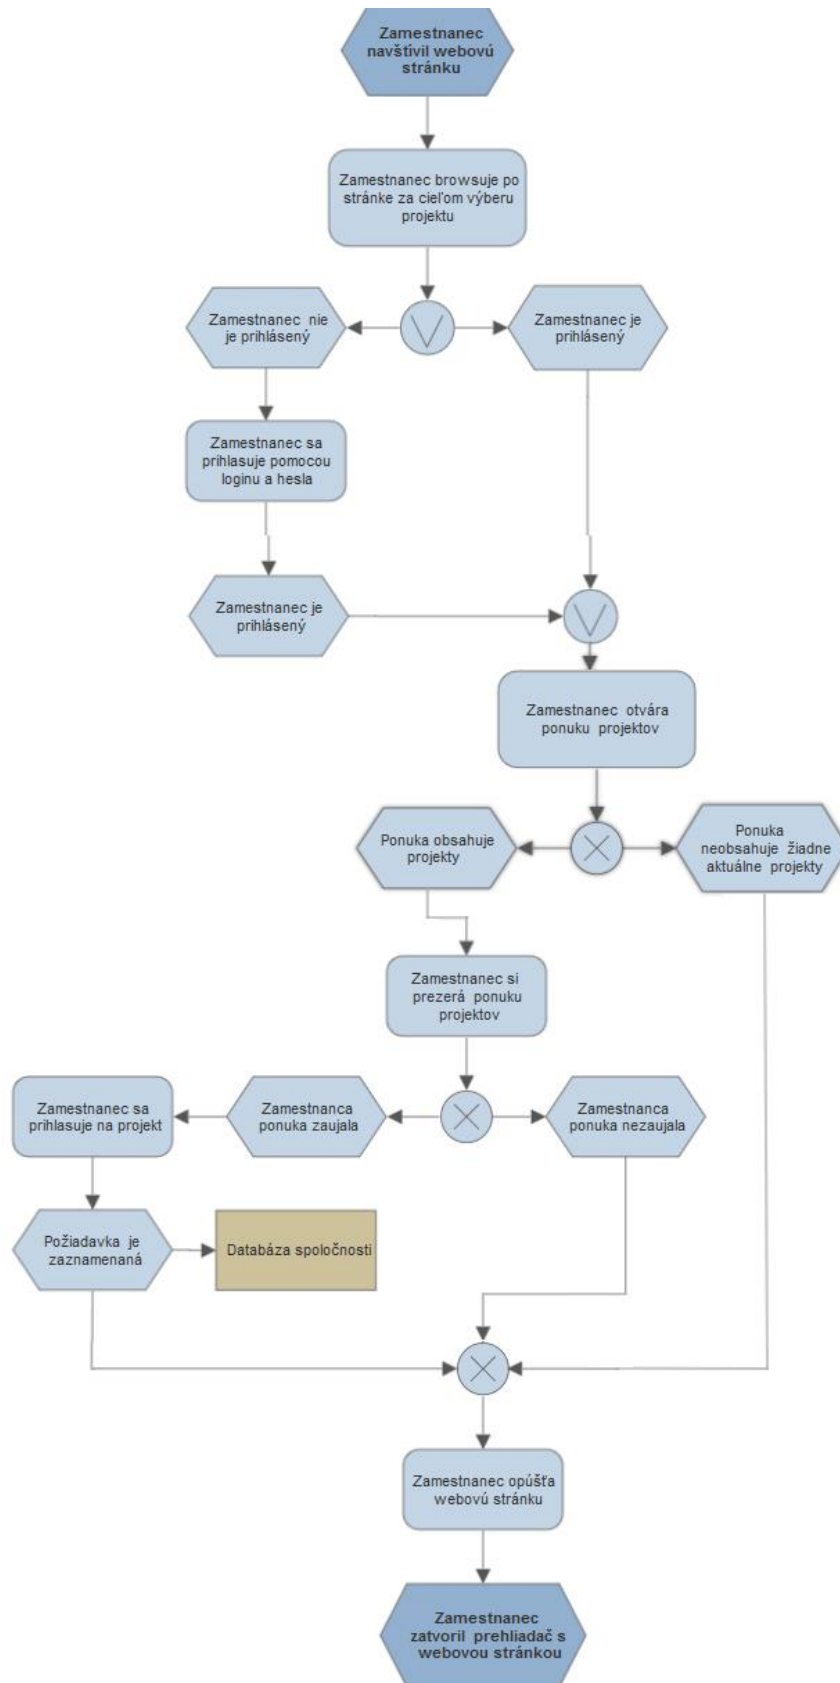 Zamestnanec
navštívil webovú
stránku
Zamestnanec browsuje po
stránke za cieľom výberu
projektu
Zamestnanec nie
je prihlásený
Zamestnanec je
prihlásený
Zamestnanec sa
prihlasuje pomocou
loginu a hesla
Zamestnanec je
prihlásený
Zamestnanec otvára
ponuku projektov
Ponuka obsahuje
projekty
Ponuka
neobsahuje žiadne
aktuálne projekty
Zamestnanec si
prezerá ponuku
projektov
Zamestnanec sa
prihlasuje na projekt
Zamestnanca
ponuka zaujala
Zamestnanca
ponuka nezaujala
Požiadavka je
zaznamenaná
Databáza spoločnosti
Zamestnanec opúšťa
webovú stránku
Zamestnanec
zatvoril prehliadač s
webovou stránkou